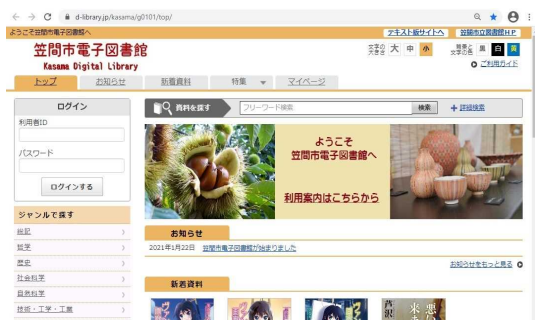 d-library.jp/kasama/g0101/top/
ようこそ笠間市電子図書館へ
テキスト版サイトへ 笠間市立図書館HP
笠間市電子図書館
Kasama Digital Library
文字の大きさ 大 中 小 背景と文字の色 黒 白 黄
ご利用ガイド
トップ お知らせ 新着資料 特集 マイページ
ログイン
利用者ID
パスワード
ログインする
資料を探す フリーワード検索 検索 詳細検索
ようこそ
笠間市電子図書館へ
利用案内はこちらから
ジャンルで探す
総記
哲学
歴史
社会科学
自然科学
技術・工学・工業
お知らせ
2021年1月22日 笠間市電子図書館が始まりました
お知らせをもっと見る
新着資料
芦沢
悪い
来ま